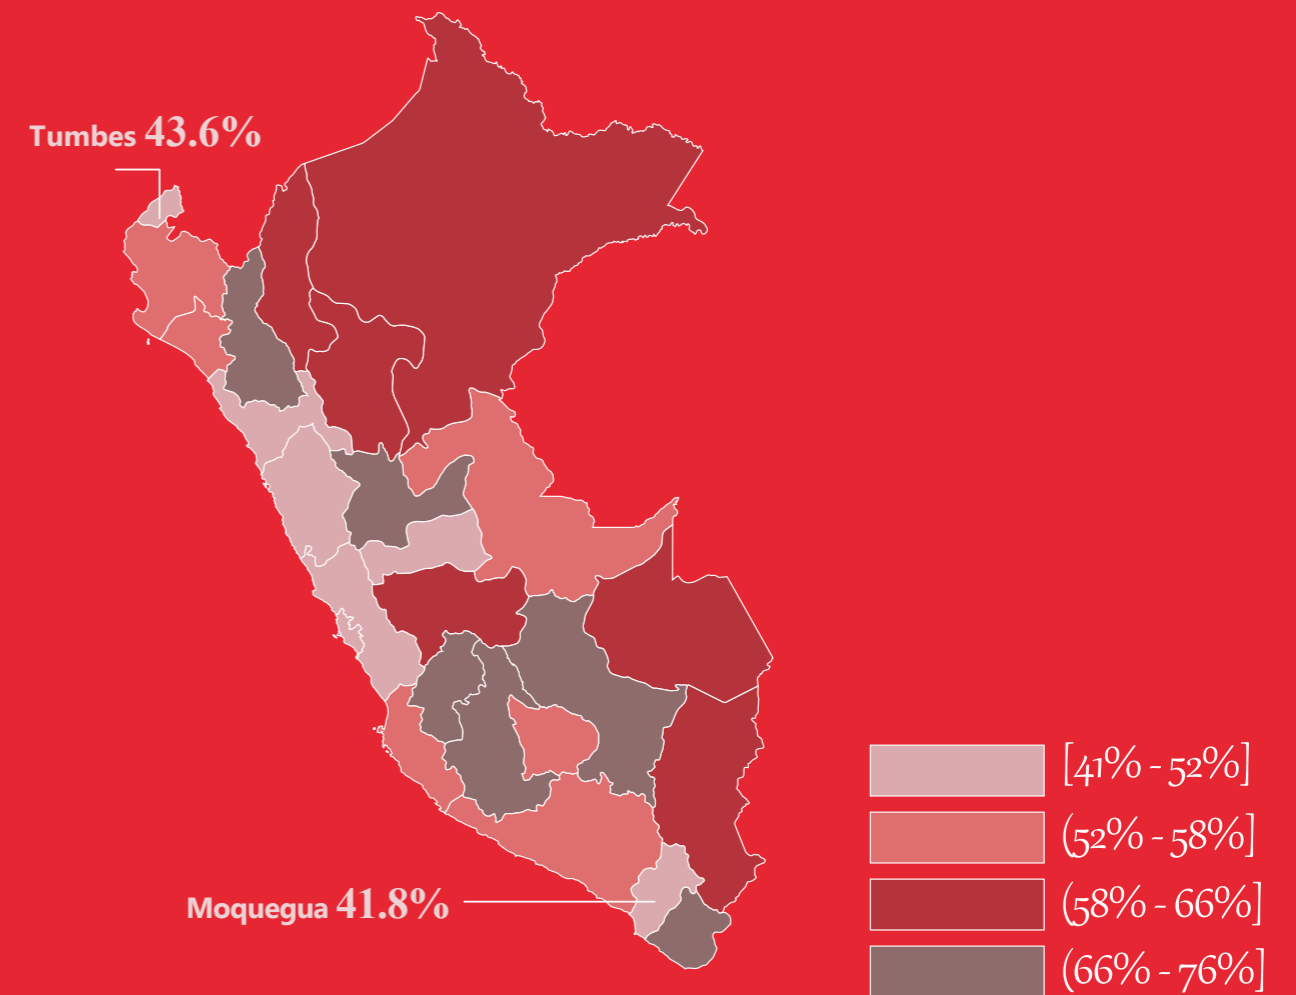 Tumbes 43.6%
[41% - 52%]
(52% - 58%]
(58% - 66%]
Moquegua 41.8%
(66% - 76%]